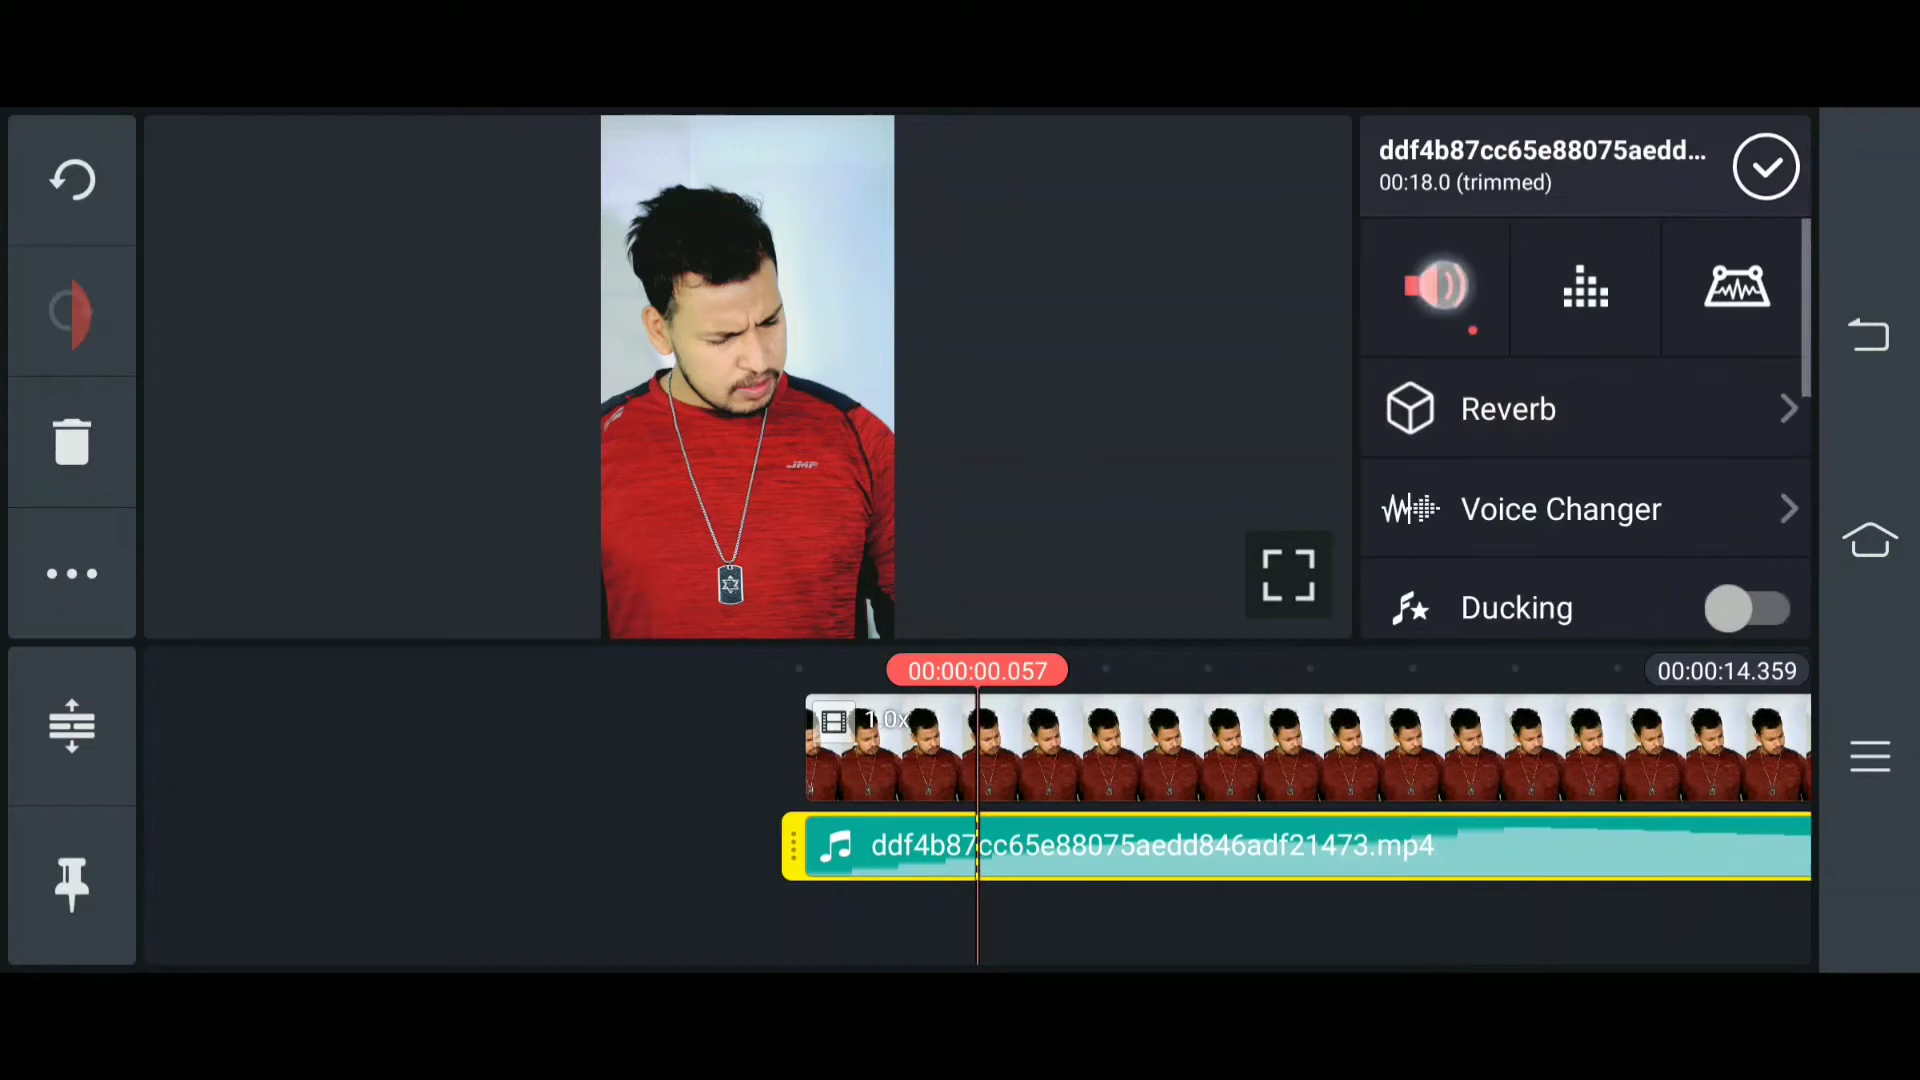 ddf4b87cc65e88075aedd...
00:18.0 (trimmed)
Reverb
Voice Changer
Ducking
JMP
00:00:00.057
00:00:14.359
1.0x
ddf4b87cc65e88075aedd846adf21473.mp4